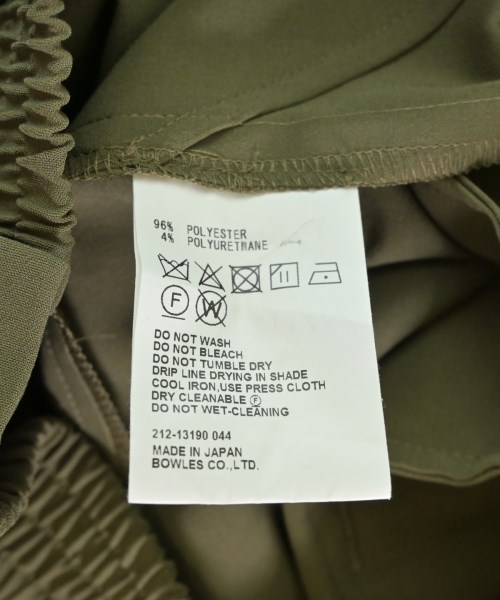 96% POLYESTER
4% POLYURETHANE
F W
DO NOT WASH
DO NOT BLEACH
DO NOT TUMBLE DRY
DRIP LINE DRYING IN SHADE
COOL IRON,USE PRESS CLOTH
DRY CLEANABLE Ⓕ
DO NOT WET-CLEANING
212-13190 044
MADE IN JAPAN
BOWLES CO.,LTD.